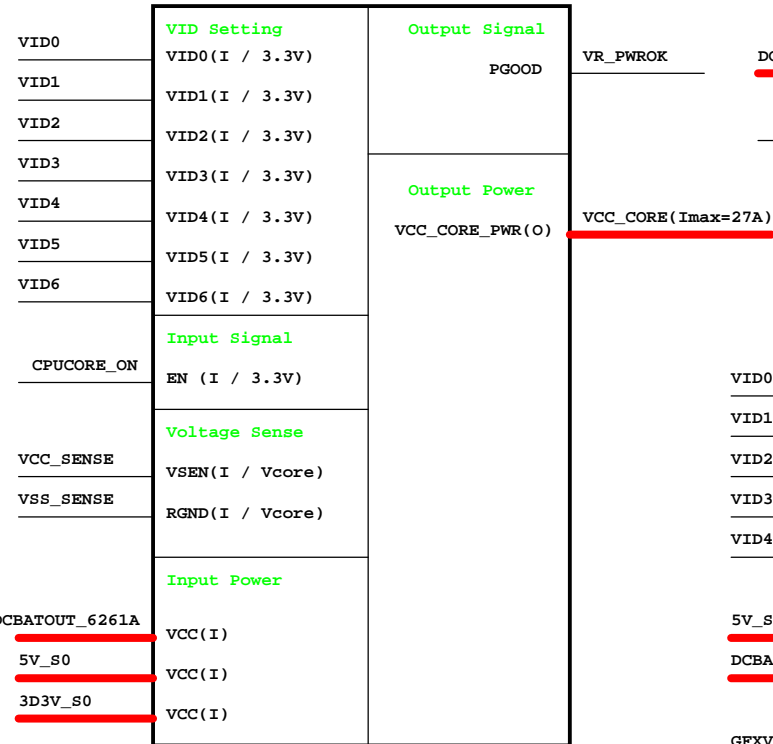 VID0
VID1
VID2
VID3
VID4
VID5
VID6
CPUCORE_ON
VCC_SENSE
VSS_SENSE
DCBATOUT_6261A
5V_S0
3D3V_S0
VID Setting
VID0(I / 3.3V)
VID1(I / 3.3V)
VID2(I / 3.3V)
VID3(I / 3.3V)
VID4(I / 3.3V)
VID5(I / 3.3V)
VID6(I / 3.3V)
Input Signal
EN (I / 3.3V)
Voltage Sense
VSEN(I / Vcore)
RGND(I / Vcore)
Input Power
VCC(I)
VCC(I)
VCC(I)
Output Signal
PGOOD
Output Power
VCC_CORE_PWR(O)
VR_PWROK
VCC_CORE(Imax=27A)
VID0
VID1
VID2
VID3
VID4
5V_S
DCBA